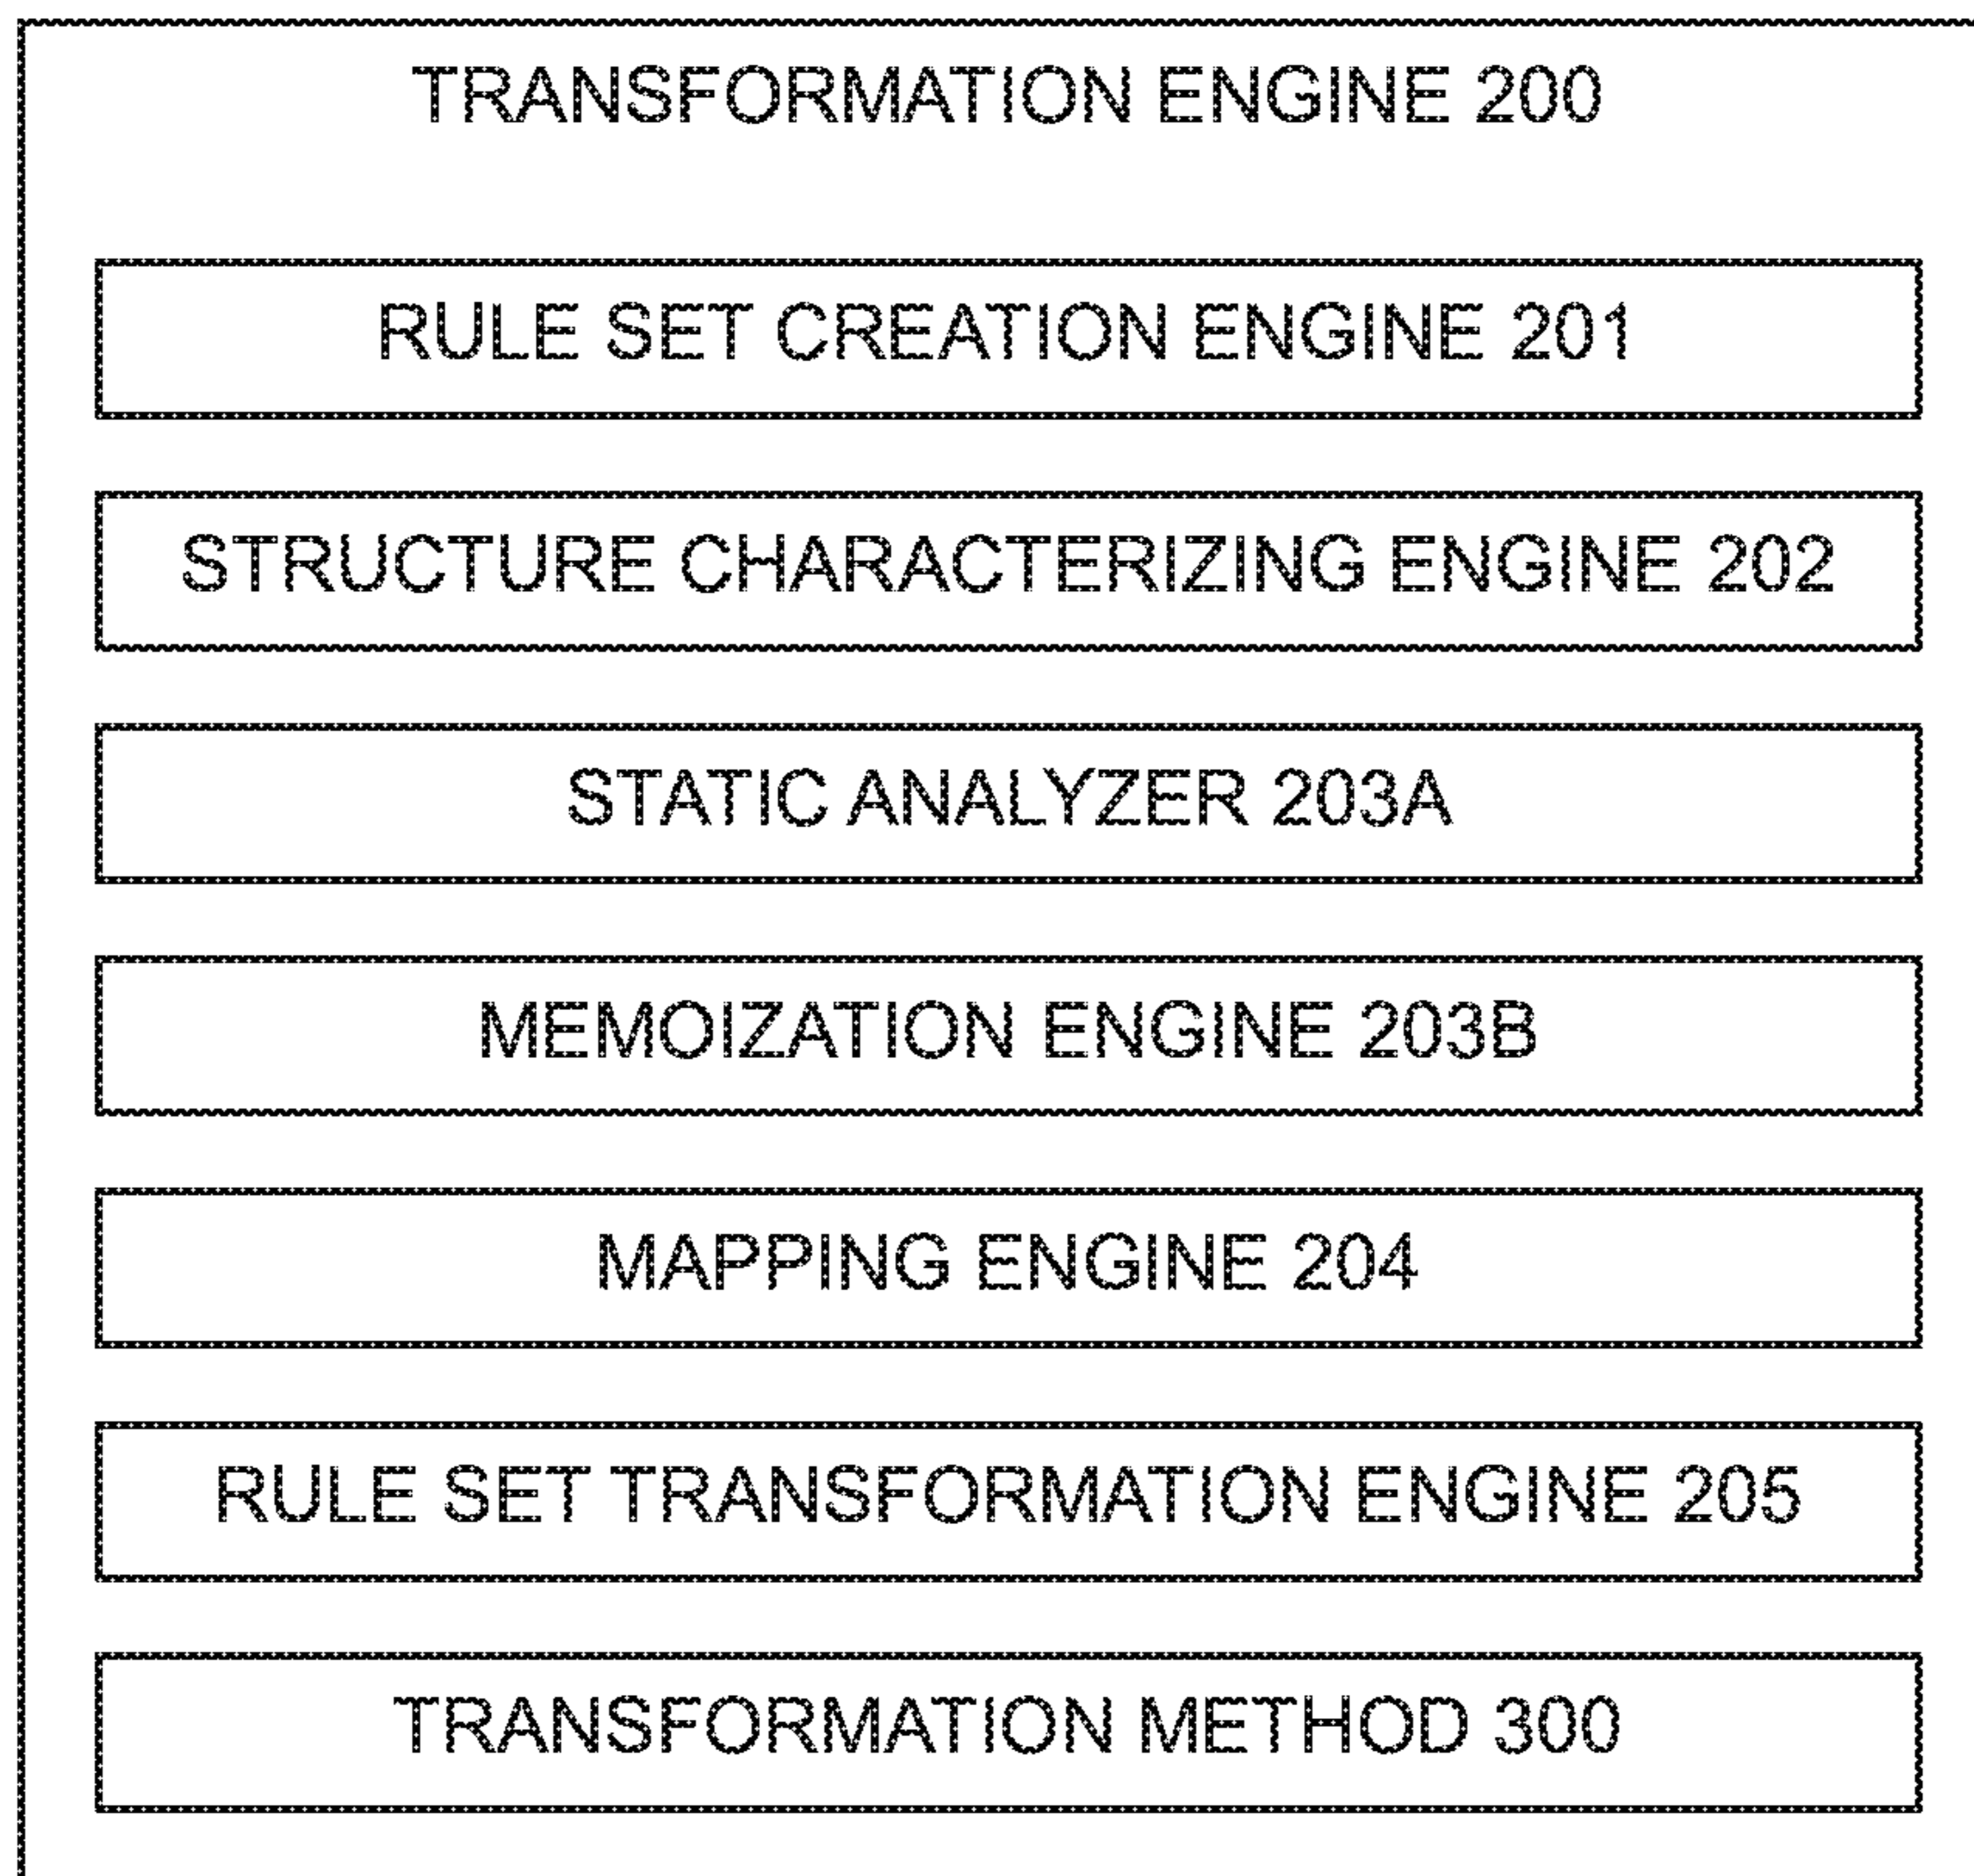 TRANSFORMATION ENGINE 200
RULE SET CREATION ENGINE 201
STRUCTURE CHARACTERIZING ENGINE 202
STATIC ANALYZER 203A
MEMOIZATION ENGINE 203B
MAPPING ENGINE 204
RULE SET TRANSFORMATION ENGINE 205
TRANSFORMATION METHOD 300